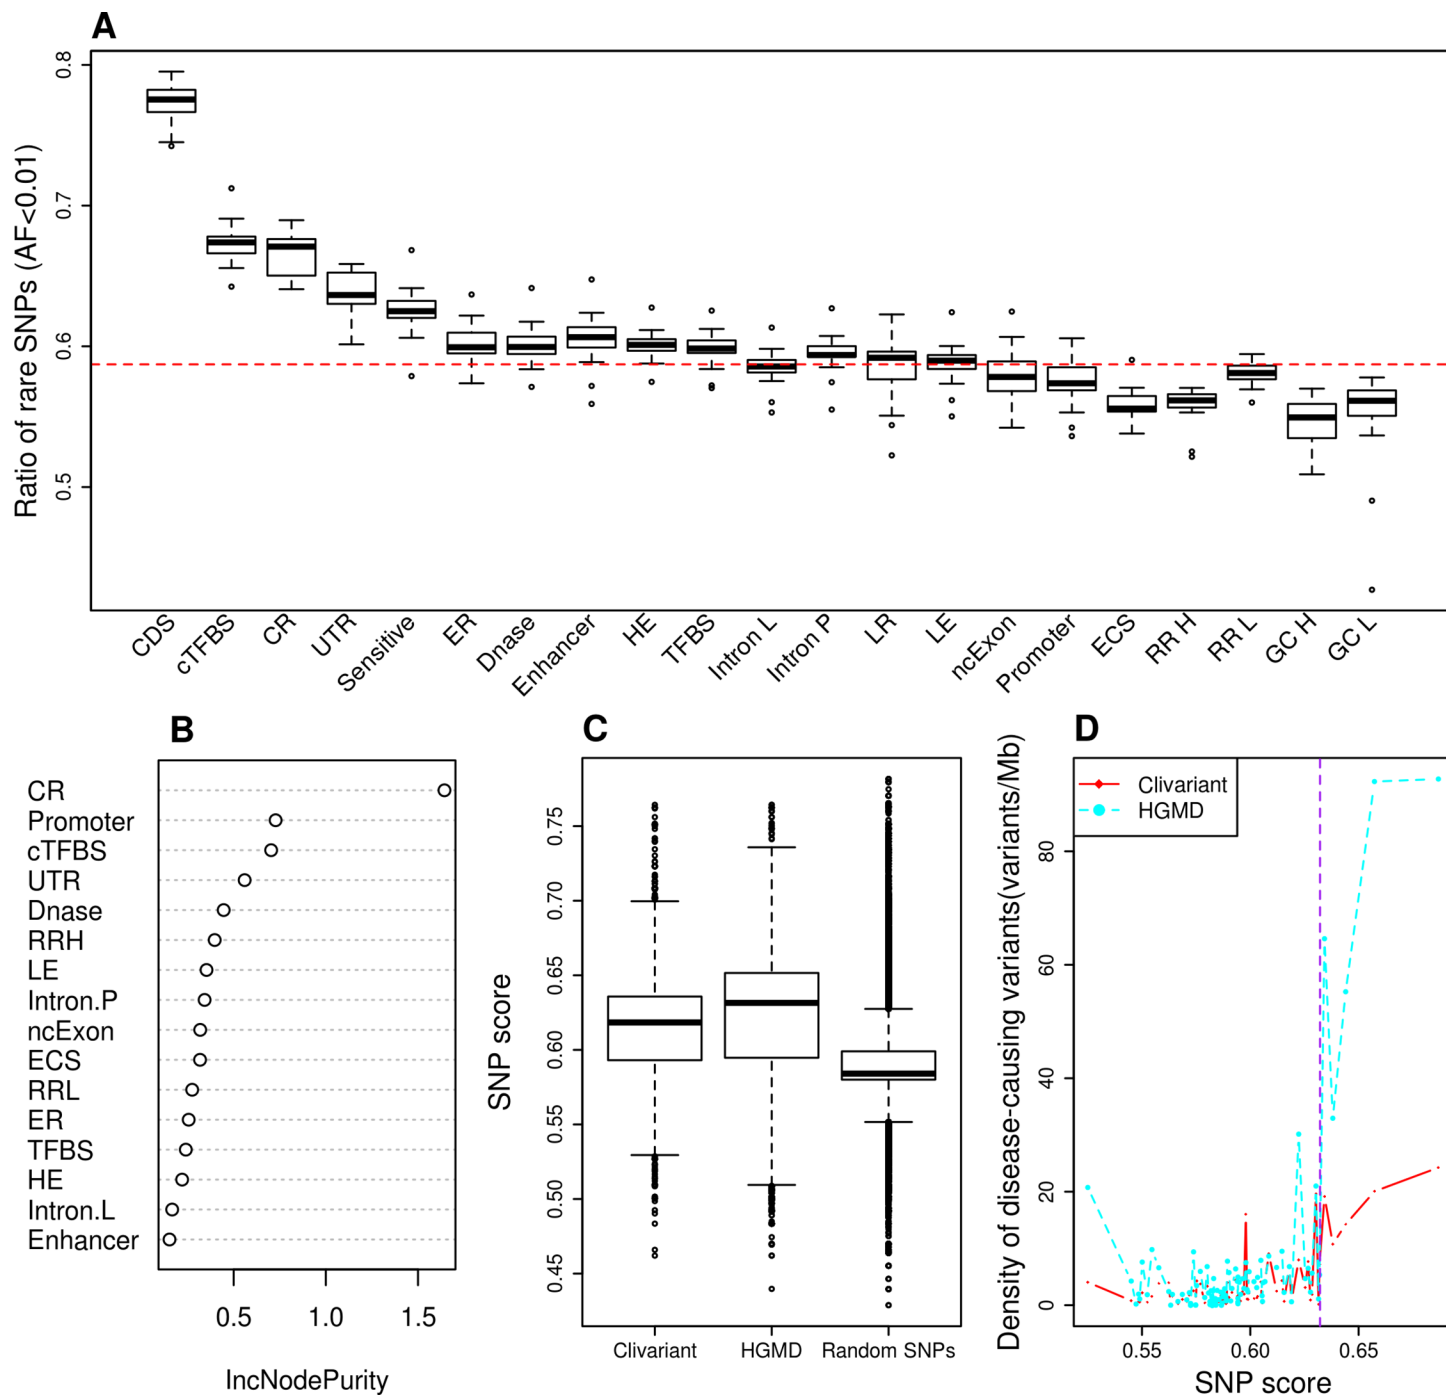 A
Ratio of rare SNPs (AF<0.01)
0.8
0.7
0.6
0.5
CDS
cTFBS
CR
UTR
Sensitive
ER
Dnase
Enhancer
HE
TFBS
Intron L
Intron P
LR
LE
ncExon
Promoter
ECS
RR H
RR L
GC H
GC L
B
CR
Promoter
cTFBS
UTR
Dnase
RRH
LE
Intron.P
ncExon
ECS
RRL
ER
TFBS
HE
Intron.L
Enhancer
0.5 1.0 1.5
IncNodePurity
C
SNP score
0.75
0.70
0.65
0.60
0.55
0.50
0.45
Clivariant HGMD Random SNPs
D
Density of disease-causing variants(variants/Mb)
Clivariant
HGMD
80
60
40
20
0
0.55 0.60 0.65
SNP score